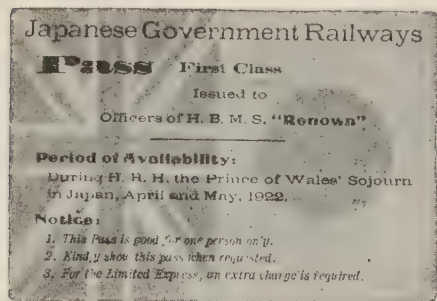 Japanese Government Railways
Pass First Class
Issued to
Officers of H. B. M. S. "Renown"
Period of Availability:
During H. R. H. the Prince of Wales' Sojourn
in Japan, April and May, 1922.
Notice:
1. This Pass is good for one person only.
2. Kindly show this pass when requested.
3. For the Limited Express, an extra charge is required.